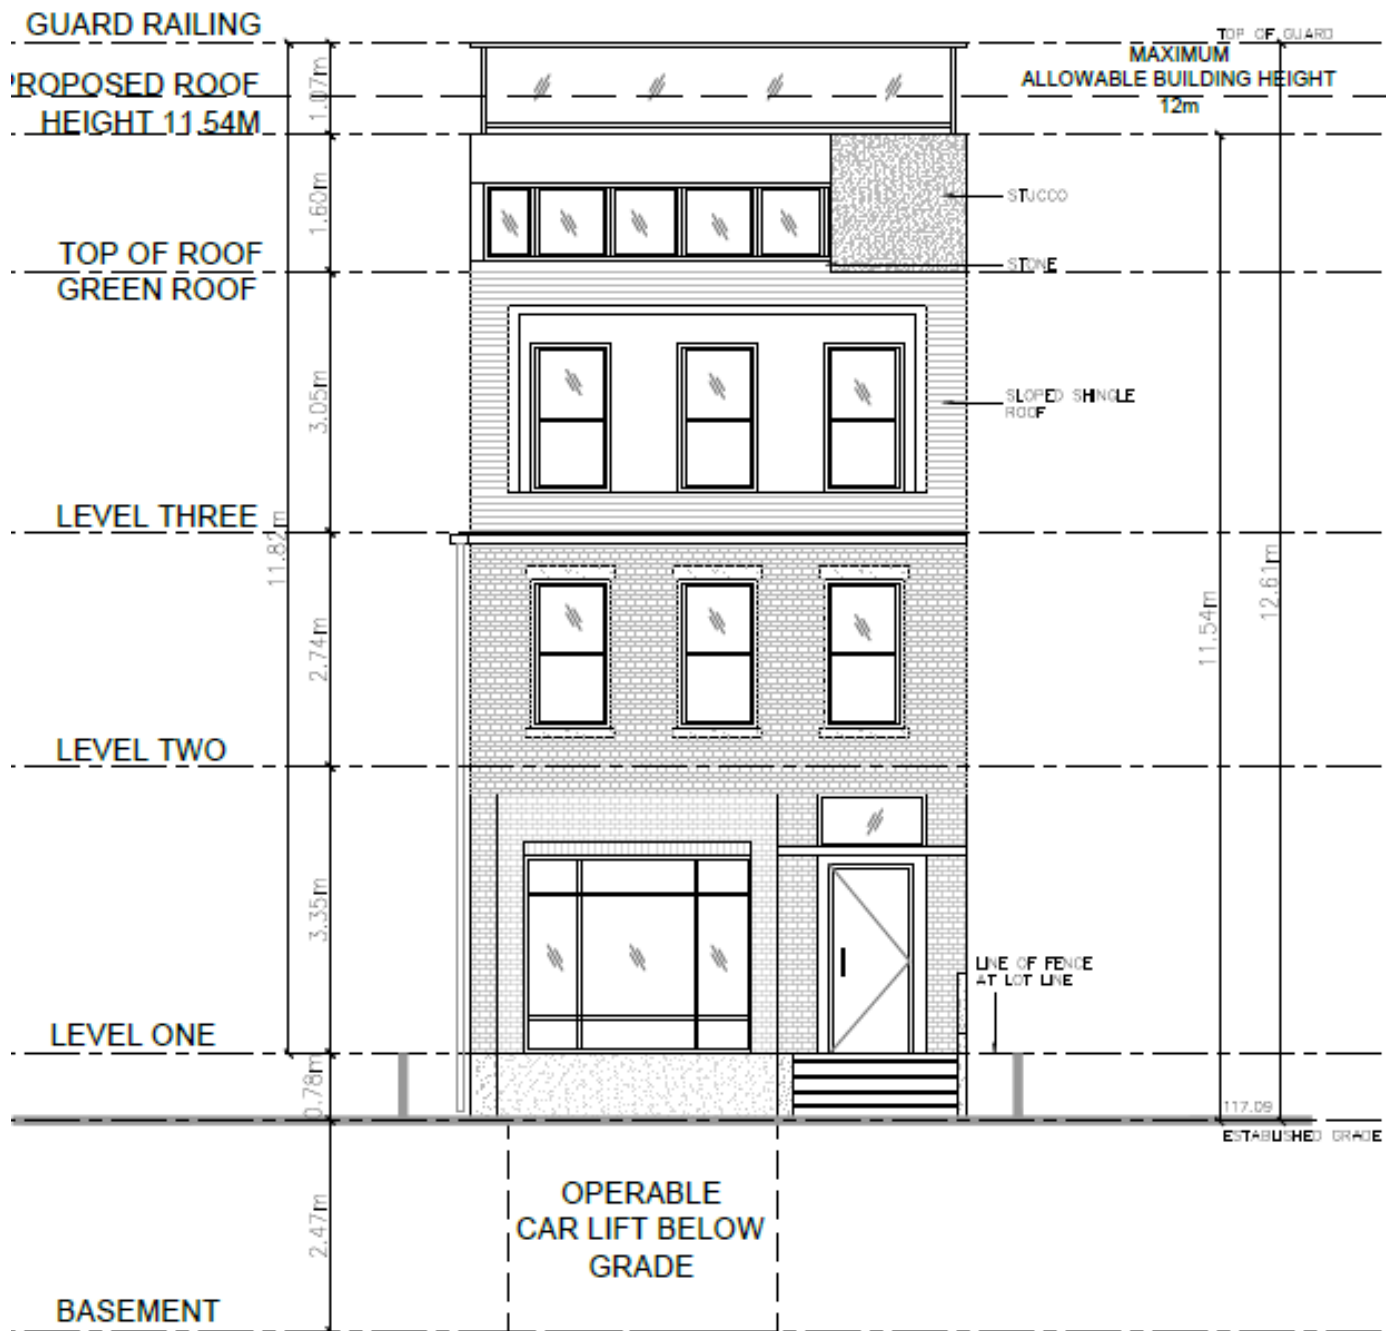 GUARD RAILING
TOP OF GUARD
MAXIMUM
ALLOWABLE BUILDING HEIGHT
12m
PROPOSED ROOF
HEIGHT 11.54M
1.07m
1.60m
STUCCO
TOP OF ROOF
STONE
GREEN ROOF
3.05m
SLOPED SHINGLE
ROOF
LEVEL THREE
11.82m
12.61m
11.54m
2.74m
LEVEL TWO
3.35m
LINE OF FENCE
AT LOT LINE
LEVEL ONE
0.78m
117.09
ESTABLISHED GRADE
2.47m
OPERABLE
CAR LIFT BELOW
GRADE
BASEMENT